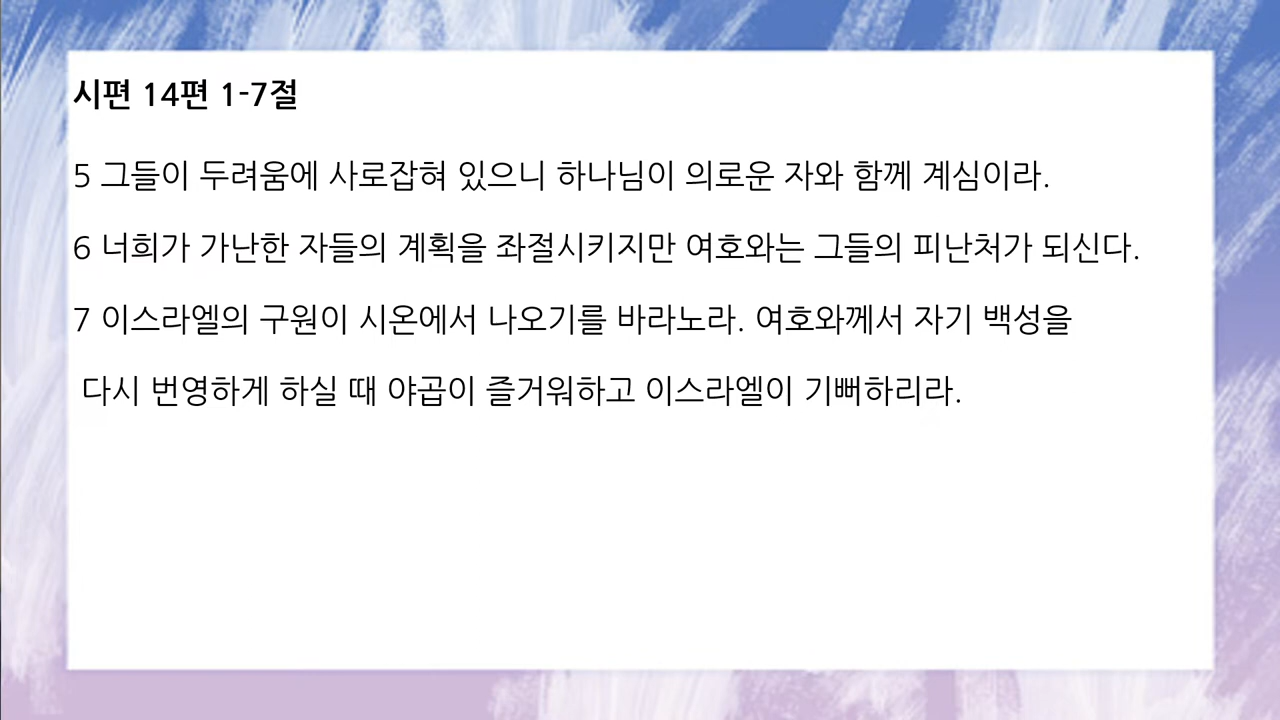 시편 14편 1-7절
5 그들이 두려움에 사로잡혀 있으니 하나님이 의로운 자와 함께 계심이라.
6 너희가 가난한 자들의 계획을 좌절시키지만 여호와는 그들의 피난처가 되신다.
7 이스라엘의 구원이 시온에서 나오기를 바라노라. 여호와께서 자기 백성을
다시 번영하게 하실 때 야곱이 즐거워하고 이스라엘이 기뻐하리라.